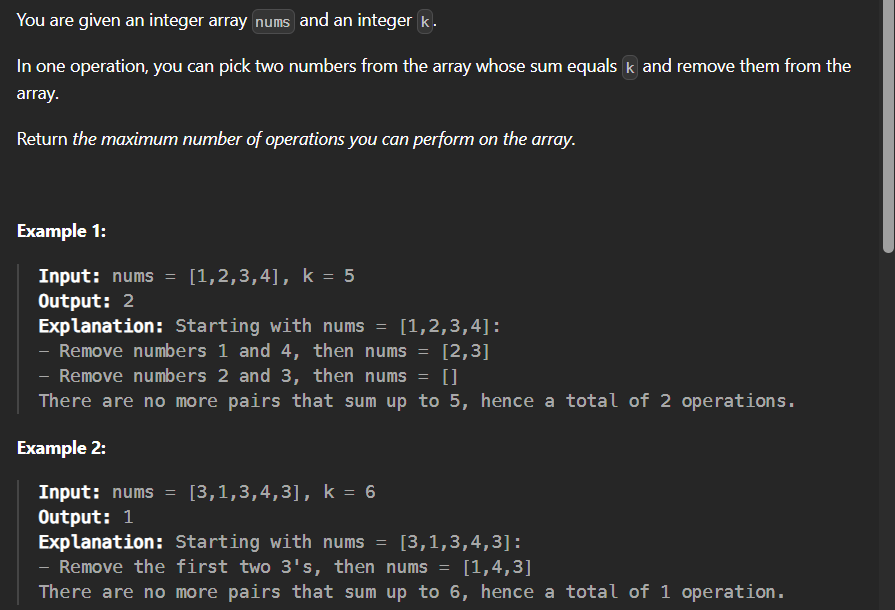 You are given an integer array nums and an integer k.
In one operation, you can pick two numbers from the array whose sum equals k and remove them from the
array.
Return the maximum number of operations you can perform on the array.
Example 1:
Input: nums = [1,2,3,4], k = 5
Output: 2
Explanation: Starting with nums = [1,2,3,4]:
- Remove numbers 1 and 4, then nums = [2,3]
- Remove numbers 2 and 3, then nums = []
There are no more pairs that sum up to 5, hence a total of 2 operations.
Example 2:
Input: nums = [3,1,3,4,3], k = 6
Output: 1
Explanation: Starting with nums = [3,1,3,4,3]:
- Remove the first two 3's, then nums = [1,4,3]
There are no more pairs that sum up to 6, hence a total of 1 operation.